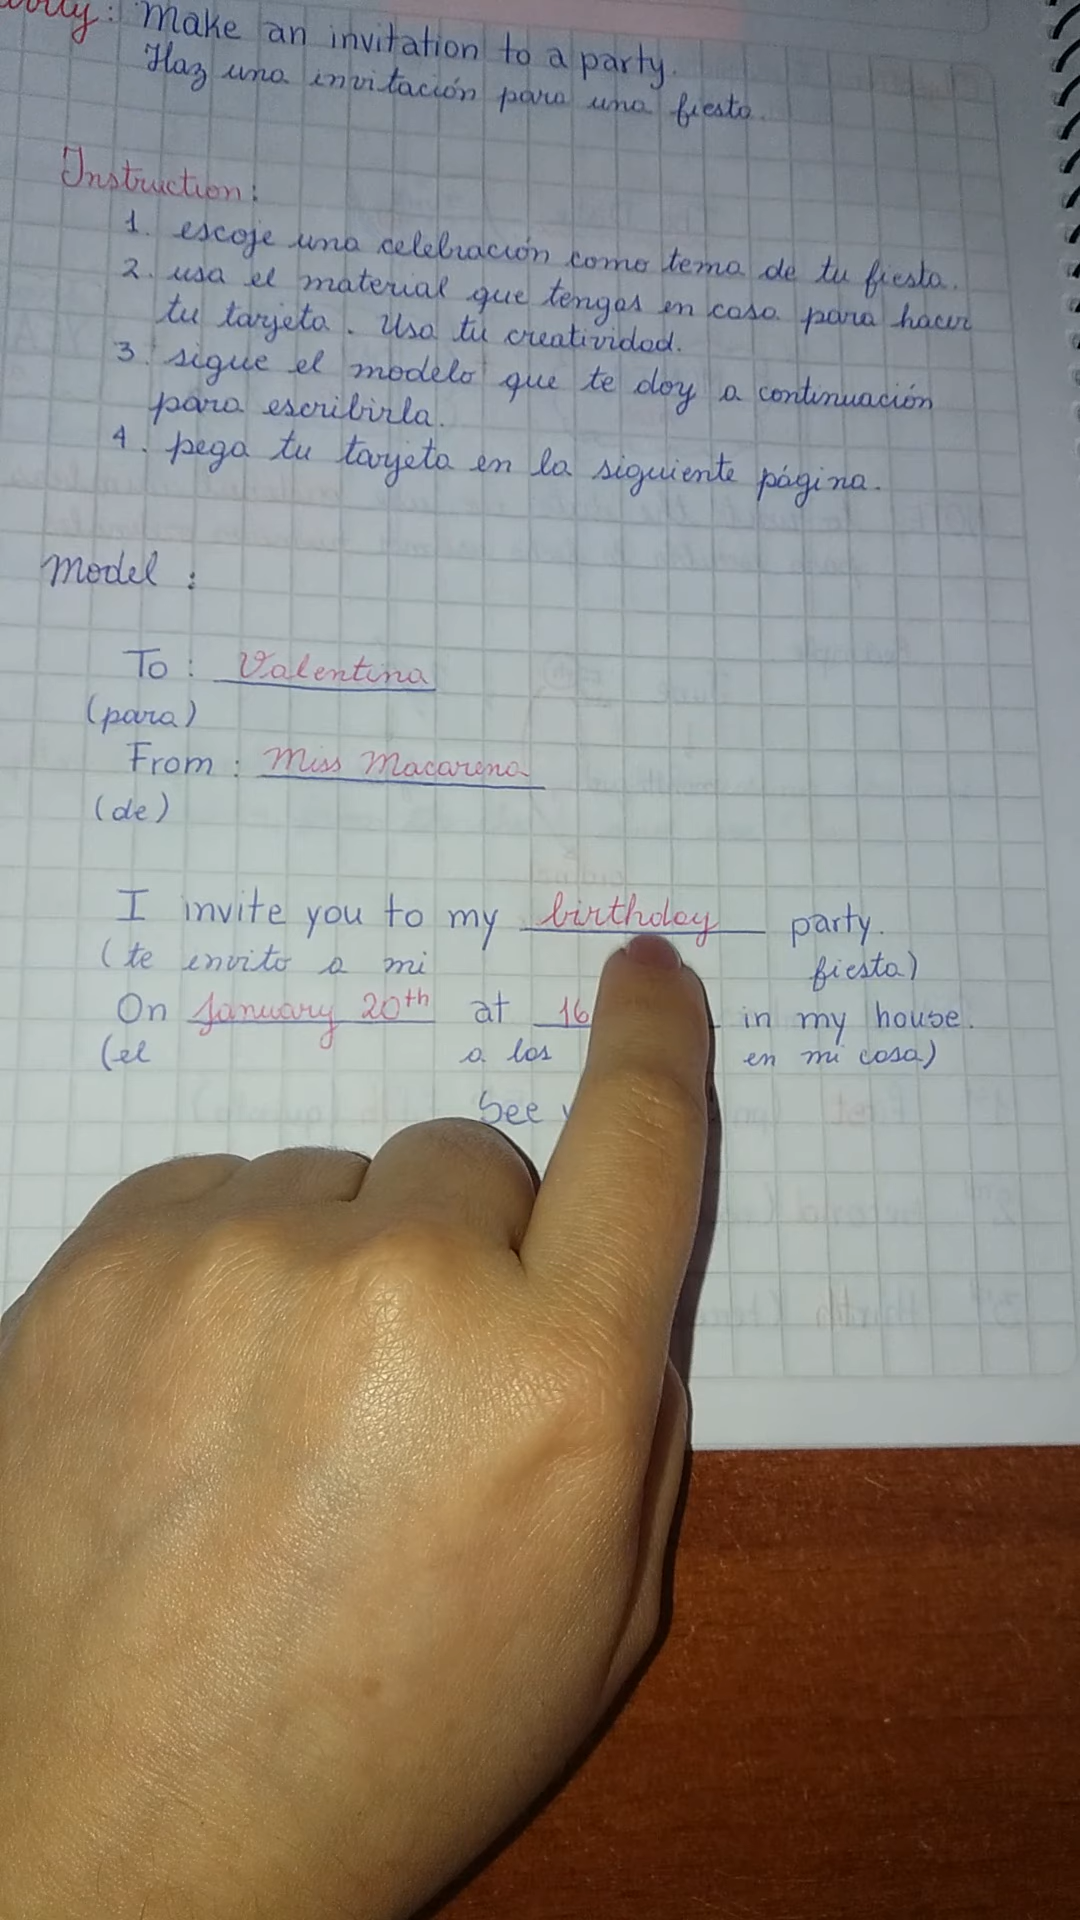 Make an invitation to a party.
Haz una invitación para una fiesta.
Instruction:
1. escoje una celebración como tema de tu fiesta.
2. usa el material que tengas en casa para hacer
tu tarjeta. Usa tu creatividad.
3. sigue el modelo que te doy a continuación
para escribirla.
4. pega tu tarjeta en la siguiente página.
Model:
To: Valentina
(para)
From: Miss Macarena
(de)
I invite you to my birthday party.
(te invito a mi fiesta)
On January 20th at 16 in my house.
(el a las en mi casa)
See